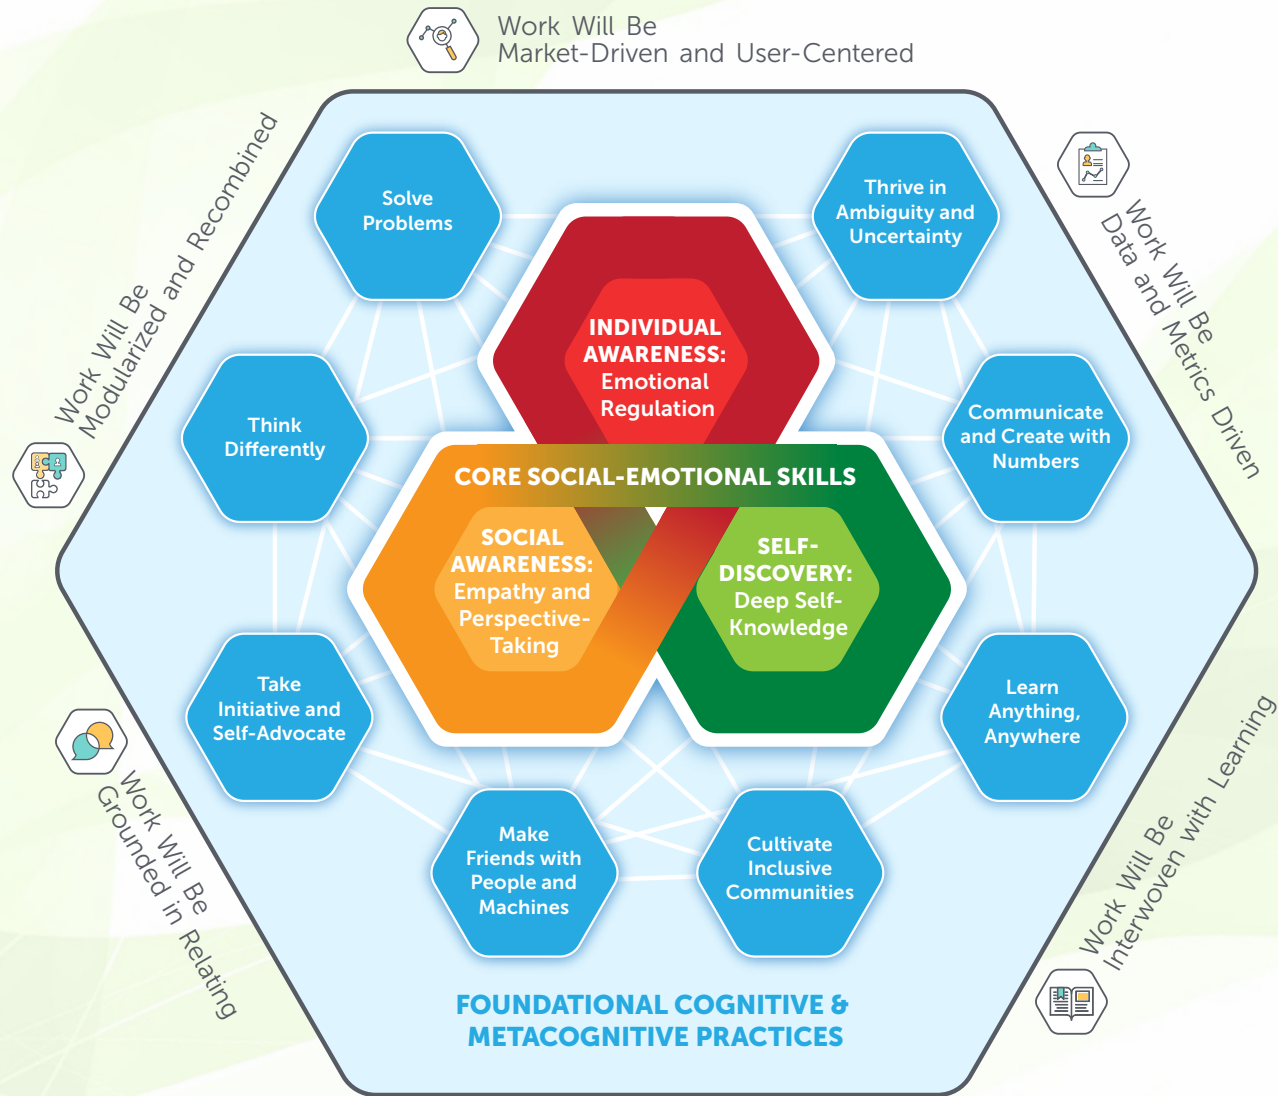 Work Will Be
Market-Driven and User-Centered
Work Will Be
Modularized and Recombined
Work Will Be
Data and Metrics Driven
Solve
Problems
Thrive in
Ambiguity and
Uncertainty
INDIVIDUAL
AWARENESS:
Emotional
Regulation
Think
Differently
Communicate
and Create with
Numbers
CORE SOCIAL-EMOTIONAL SKILLS
SOCIAL
AWARENESS:
Empathy and
Perspective-
Taking
SELF-
DISCOVERY:
Deep Self-
Knowledge
Take
Initiative and
Self-Advocate
Learn
Anything,
Anywhere
Work Will Be
Grounded in Relating
Work Will Be
Interwoven with Learning
Make
Friends with
People and
Machines
Cultivate
Inclusive
Communities
FOUNDATIONAL COGNITIVE &
METACOGNITIVE PRACTICES